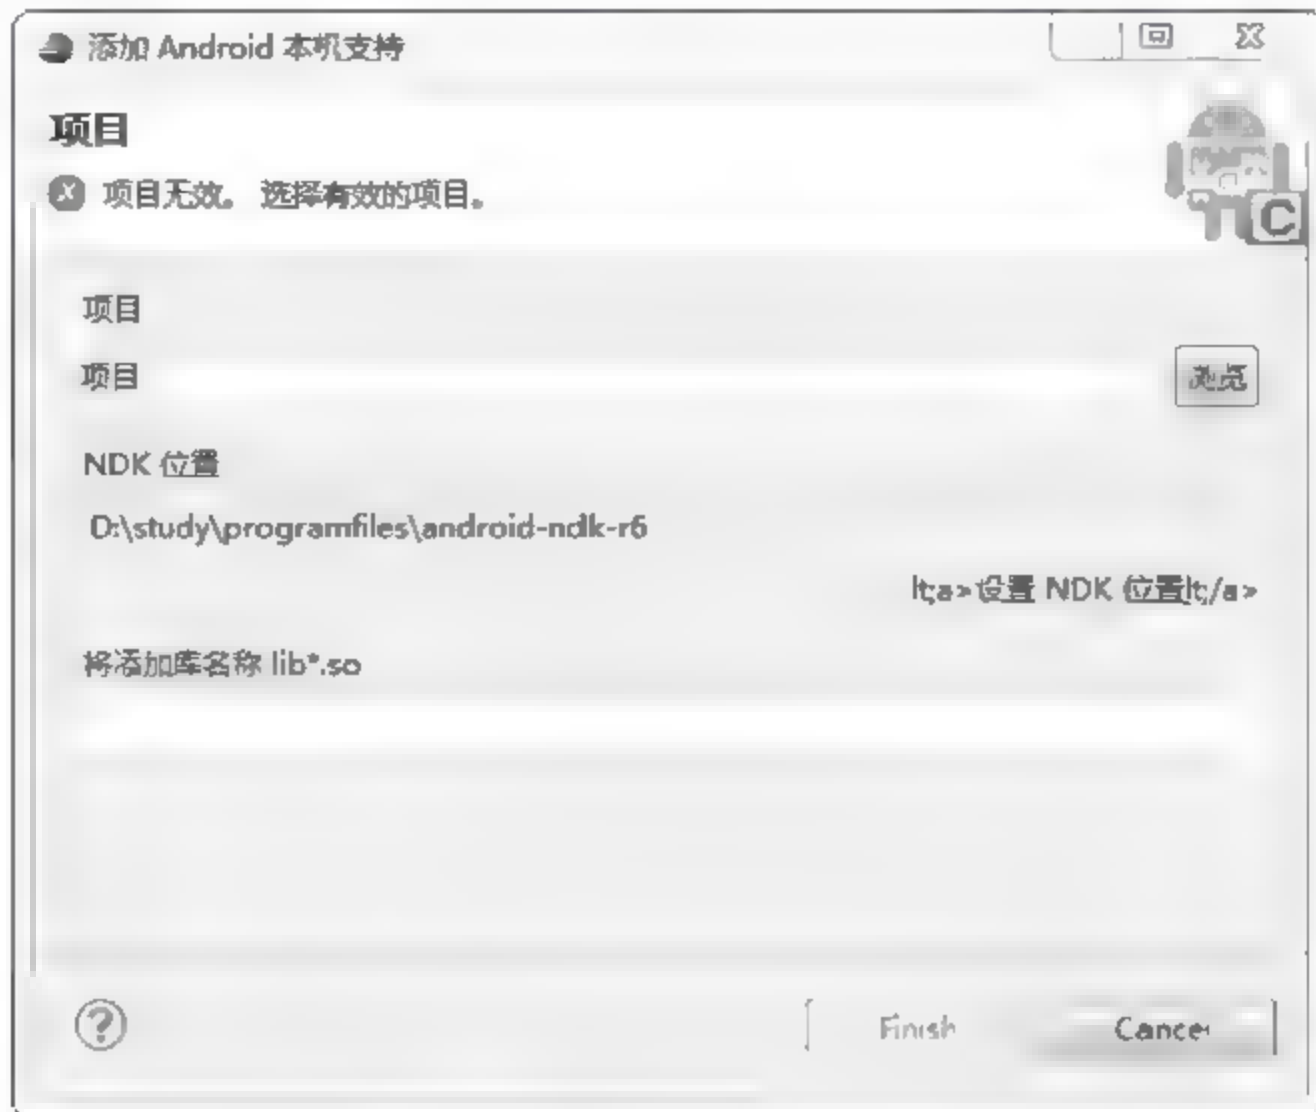 添加 Android 本机支持
项目
项目无效。 选择有效的项目。
C
项目
项目
浏览
NDK 位置
D:\study\programfiles\android-ndk-r6
lt;a>设置 NDK 位置lt;/a>
将添加库名称 lib*.so
Finish
Cancel